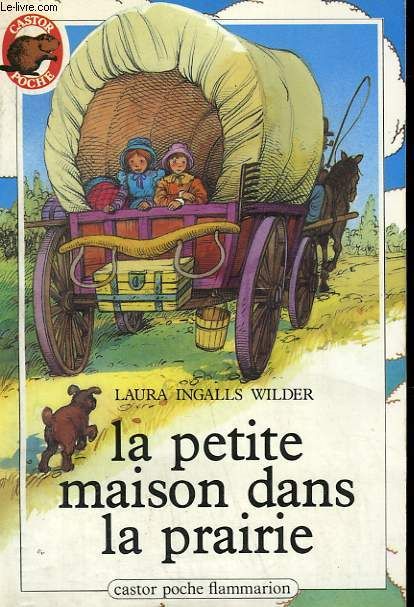 Le-livre.com
CASTOR
POCHE
LAURA INGALLS WILDER
la petite
maison dans
la prairie
castor poche flammarion